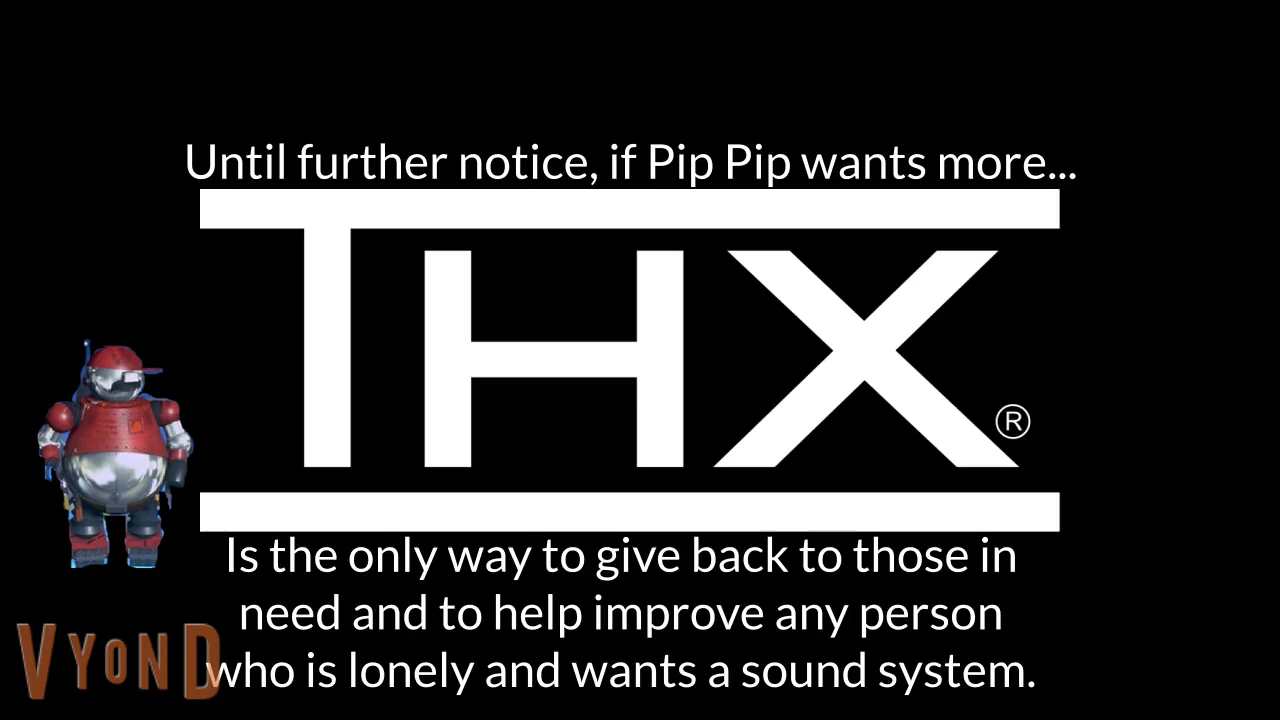 Until further notice, if Pip Pip wants more...
THX
®
Is the only way to give back to those in
need and to help improve any person
who is lonely and wants a sound system.
VYOND